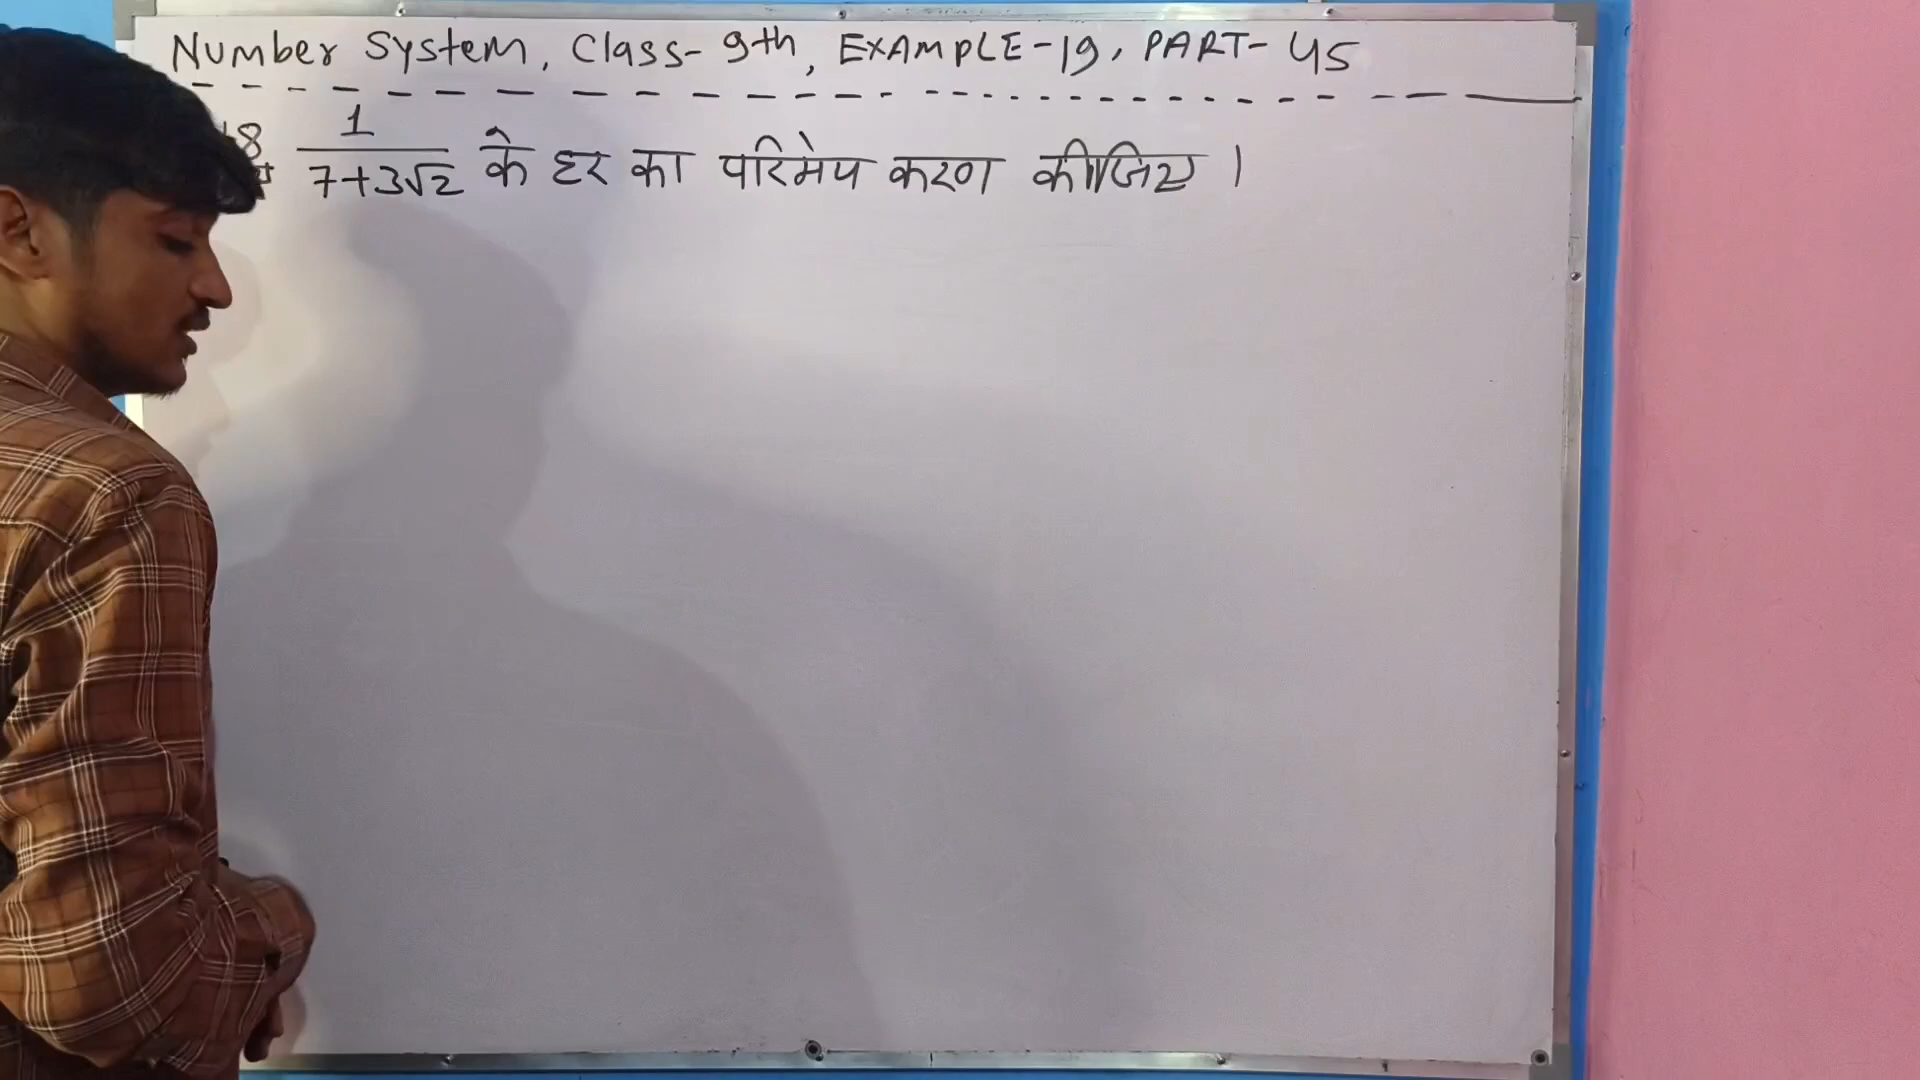 Number System, Class-9th, EXAMPLE-19, PART-45
18 1/7+3√2 के हर का परिमेय करण कीजिए ।